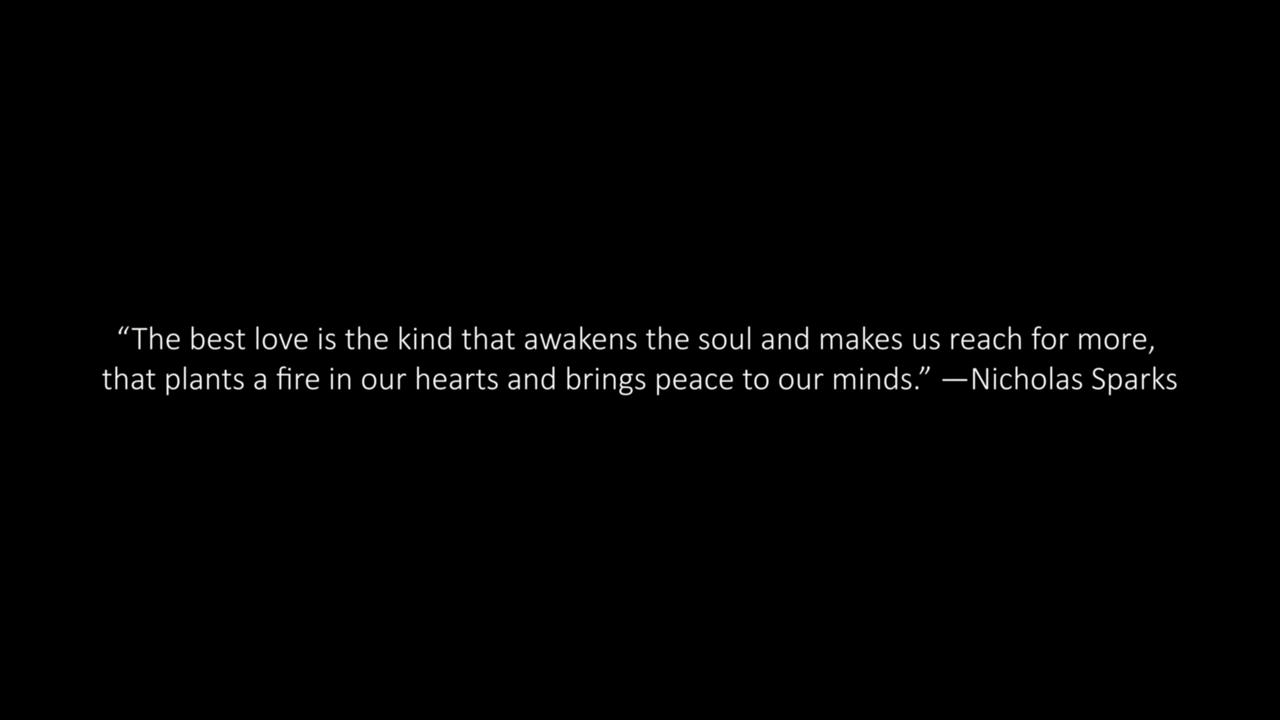 “The best love is the kind that awakens the soul and makes us reach for more,
that plants a fire in our hearts and brings peace to our minds.” —Nicholas Sparks